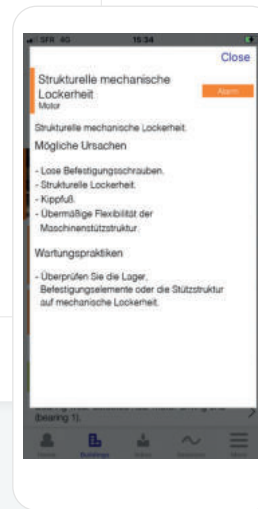 SFR 4G 15:34
Close
Strukturelle mechanische
Lockerheit
Alarm
Motor
Strukturelle mechanische Lockerheit.
Mögliche Ursachen
- Lose Befestigungsschrauben.
- Strukturelle Lockerheit.
- Kippfuß.
- Übermäßige Flexibilität der
Maschinenstützstruktur.
Wartungspraktiken
- Überprüfen Sie die Lager,
Befestigungselemente oder die Stützstruktur
auf mechanische Lockerheit.
(bearing 1).
Buildings